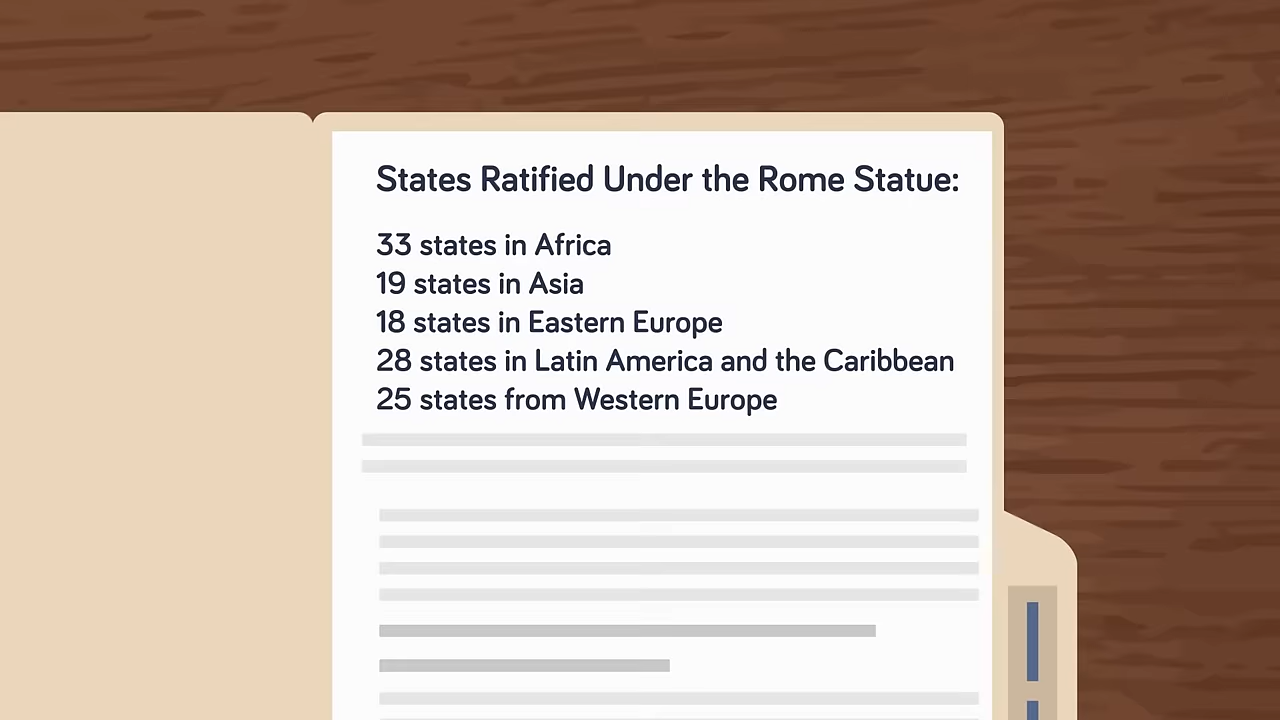 States Ratified Under the Rome Statue:
33 states in Africa
19 states in Asia
18 states in Eastern Europe
28 states in Latin America and the Caribbean
25 states from Western Europe